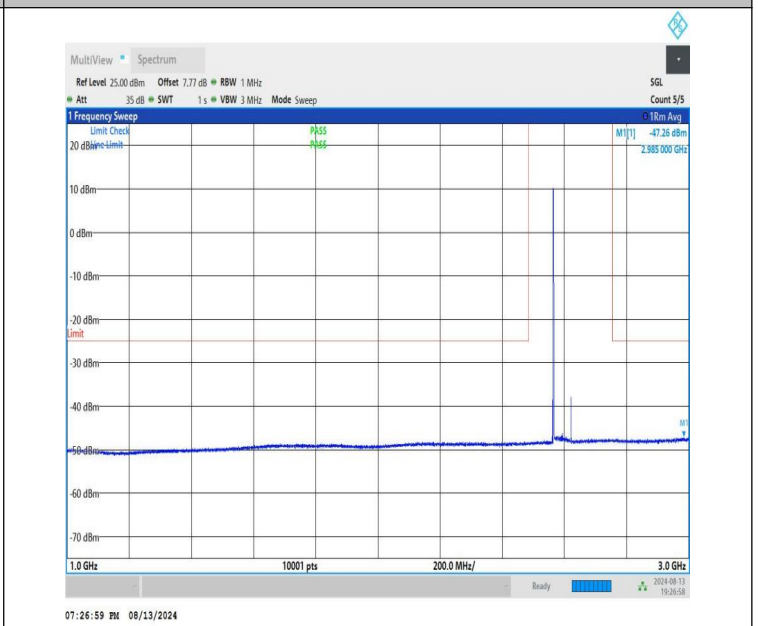 MultiView Spectrum
Ref Level 25.00 dBm Offset 7.77 dB RBW 1 MHz SGL
Att 35 dB SWT 1 s VBW 3 MHz Mode Sweep Count 5/5
1 Frequency Sweep 1Rm Avg
Limit Check PASS M1[1] -47.26 dBm
20 dBm Line Limit PASS 2.985 000 GHz
10 dBm
0 dBm
-10 dBm
-20 dBm
Limit
-30 dBm
-40 dBm
M1
-50 dBm
-60 dBm
-70 dBm
1.0 GHz 10001 pts 200.0 MHz/ 3.0 GHz
Ready 2024-08-13
19:26:58
07:26:59 PM 08/13/2024